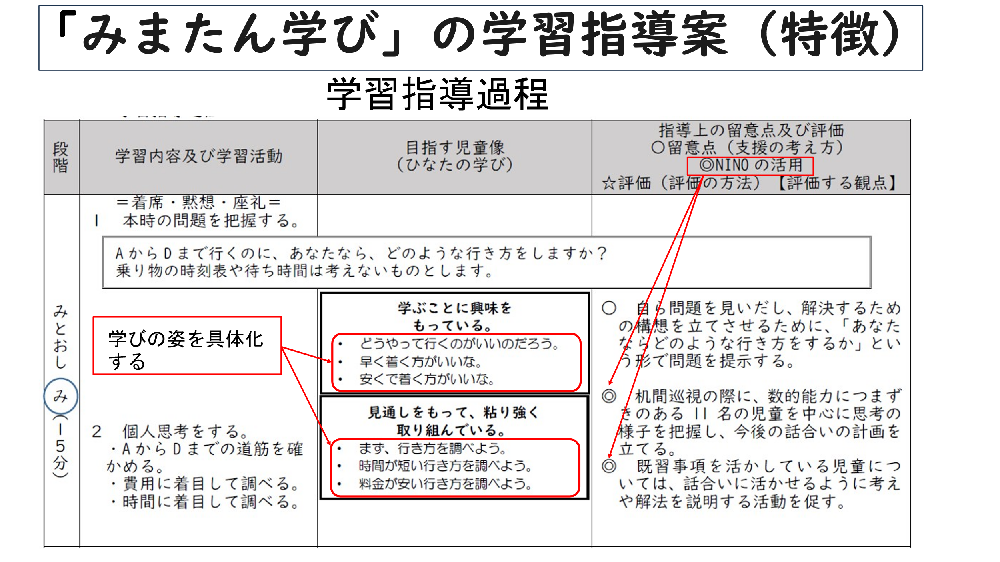 「みまたん学び」の学習指導案（特徴）
学習指導過程
段階
学習内容及び学習活動
目指す児童像
（ひなたの学び）
指導上の留意点及び評価
○留意点（支援の考え方）
◎NINOの活用
☆評価（評価の方法）【評価する観点】
みとおし
み
（15分）
＝着席・黙想・座礼＝
1　本時の問題を把握する。
AからDまで行くのに、あなたなら、どのような行き方をしますか？
乗り物の時刻表や待ち時間は考えないものとします。
学びの姿を具体化
する
2　個人思考をする。
・AからDまでの道筋を確
かめる。
・費用に着目して調べる。
・時間に着目して調べる。
学ぶことに興味を
もっている。
・　どうやって行くのがいいのだろう。
・　早く着く方がいいな。
・　安くで着く方がいいな。
見通しをもって、粘り強く
取り組んでいる。
・　まず、行き方を調べよう。
・　時間が短い行き方を調べよう。
・　料金が安い行き方を調べよう。
○　自ら問題を見いだし、解決するため
の構想を立てさせるために、「あなた
ならどのような行き方をするか」とい
う形で問題を提示する。
◎　机間巡視の際に、数的能力につまず
きのある 11 名の児童を中心に思考の
様子を把握し、今後の話合いの計画を
立てる。
◎　既習事項を活かしている児童につ
いては、話合いに活かせるように考え
や解法を説明する活動を促す。